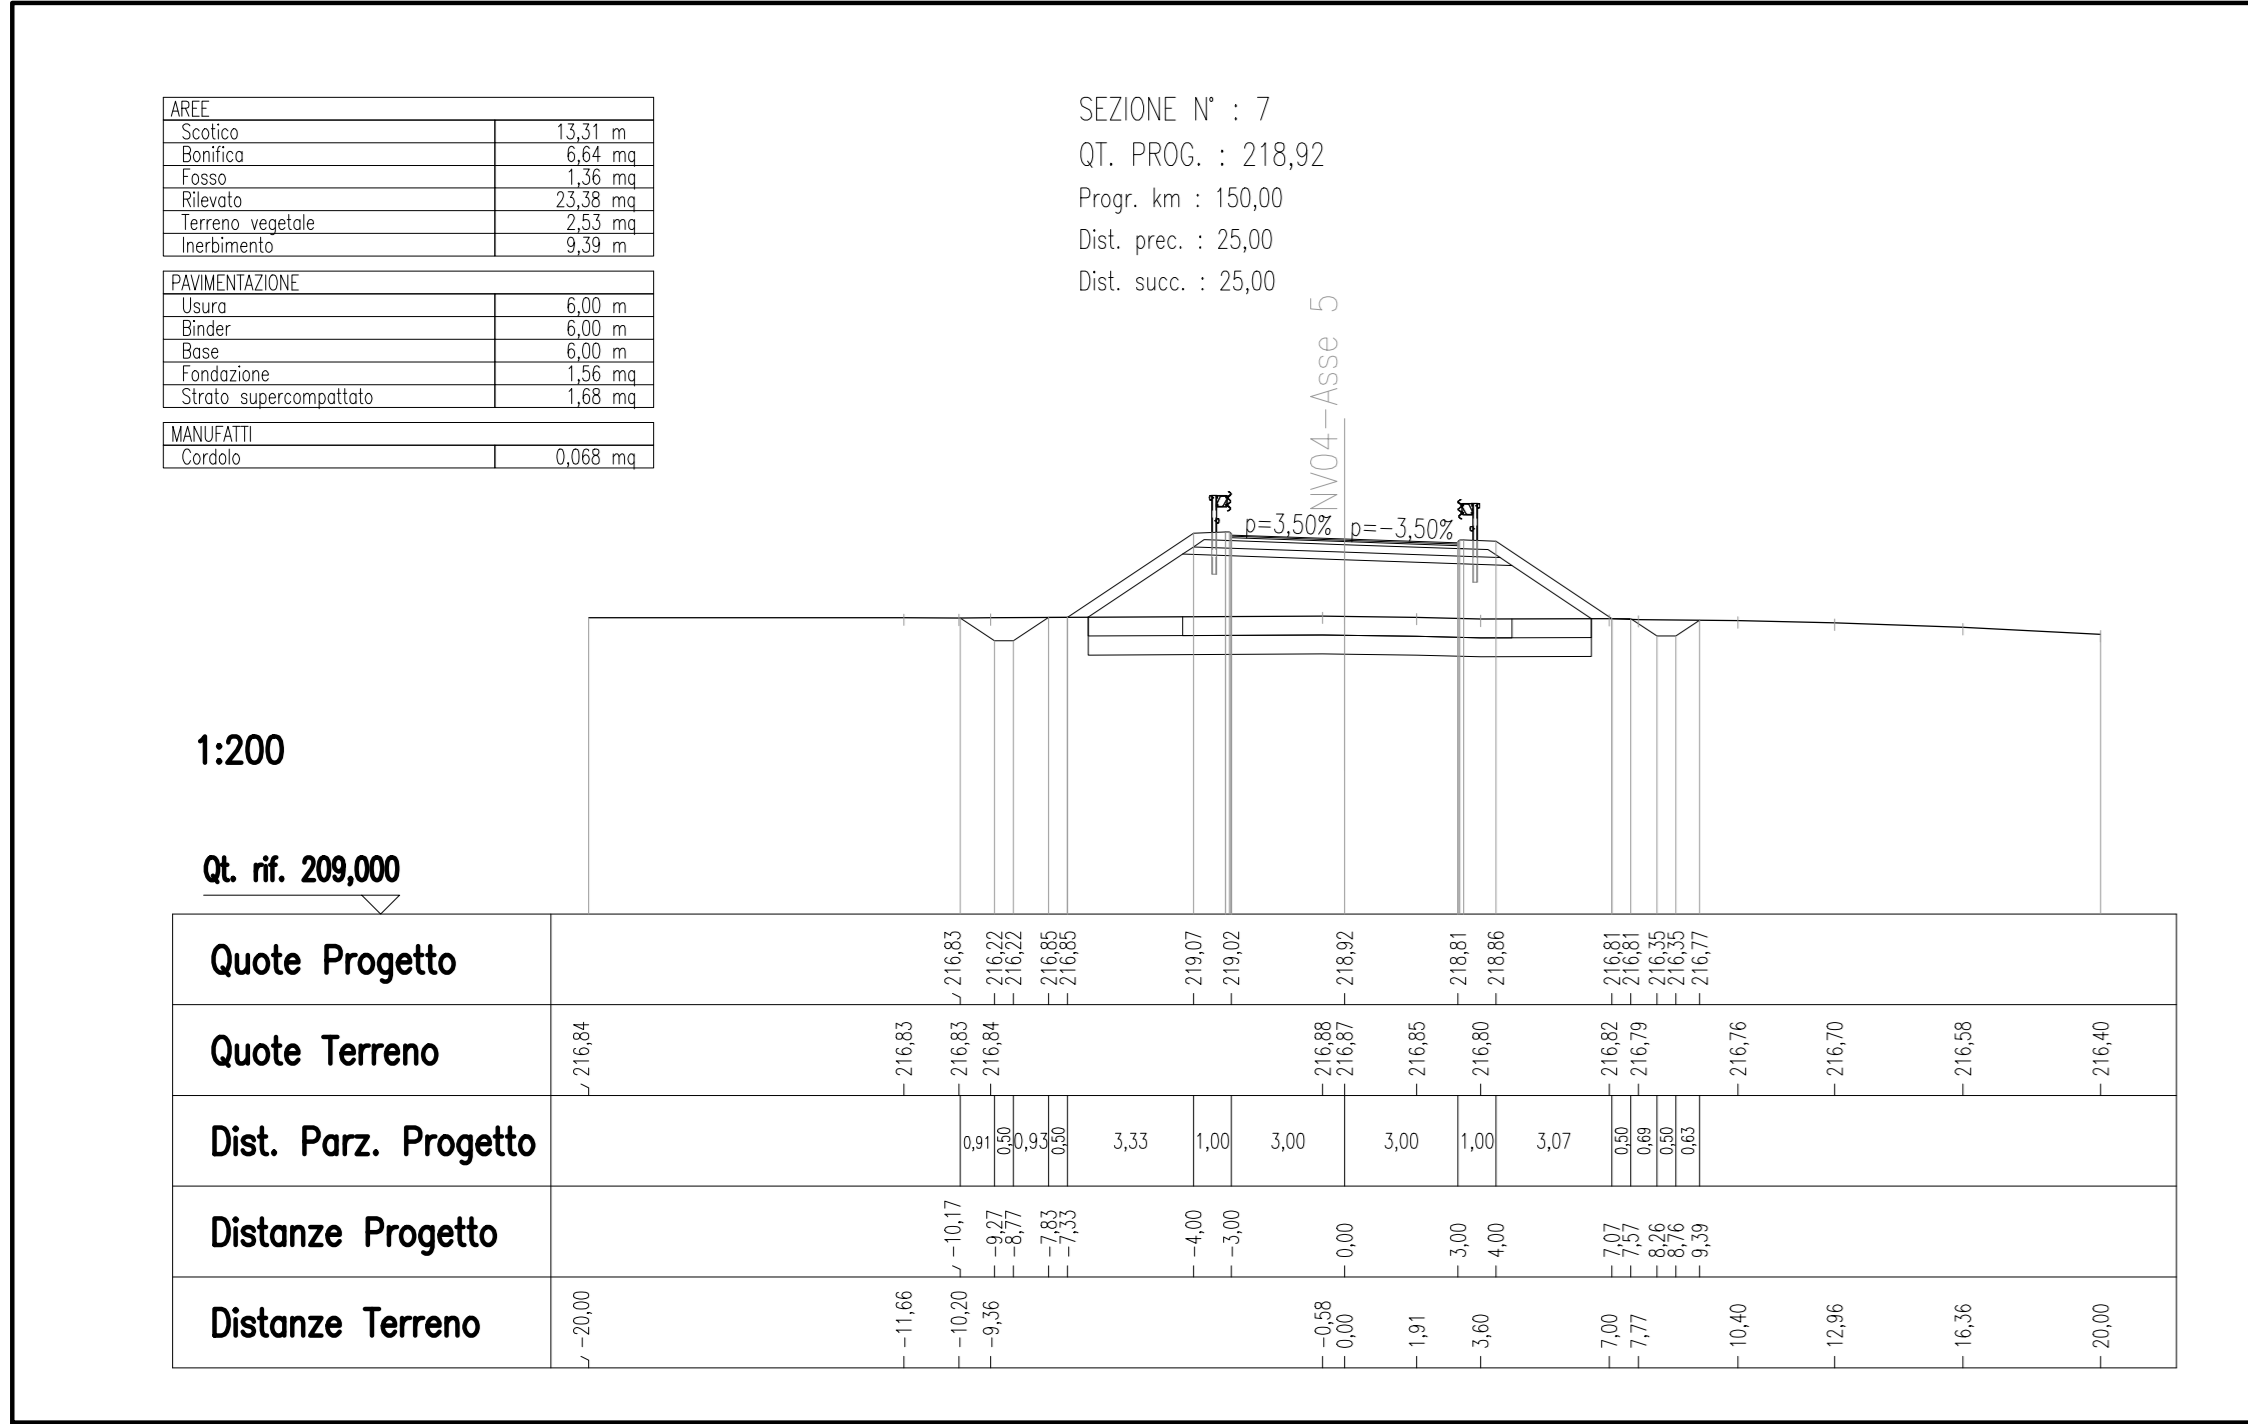 AREE
Scotico 13,31 m
Bonifica 6,64 mq
Fosso 1,36 mq
Rilevato 23,38 mq
Terreno vegetale 2,53 mq
Inerbimento 9,39 m
PAVIMENTAZIONE
Usura 6,00 m
Binder 6,00 m
Base 6,00 m
Fondazione 1,56 mq
Strato supercompattato 1,68 mq
MANUFATTI
Cordolo 0,068 mq
SEZIONE N° : 7
QT. PROG. : 218,92
Progr. km : 150,00
Dist. prec. : 25,00
Dist. succ. : 25,00
NV04-Asse 5
p=3,50% p=-3,50%
1:200
Qt. rif. 209,000
Quote Progetto 216,83 216,22 216,22 216,85 216,85 219,07 219,02 218,92 218,81 218,86 216,81 216,81 216,35 216,35 216,77
Quote Terreno 216,84 216,83 216,83 216,84 216,88 216,87 216,85 216,80 216,82 216,79 216,76 216,70 216,58 216,40
Dist. Parz. Progetto 0,91 0,50 0,93 0,50 3,33 1,00 3,00 3,00 1,00 3,07 0,50 0,69 0,50 0,63
Distanze Progetto -10,17 -9,27 -8,77 -7,83 -7,33 -4,00 -3,00 0,00 3,00 4,00 7,07 7,57 8,26 8,76 9,39
Distanze Terreno -20,00 -11,66 -10,20 -9,36 -0,58 0,00 1,91 3,60 7,00 7,77 10,40 12,96 16,36 20,00